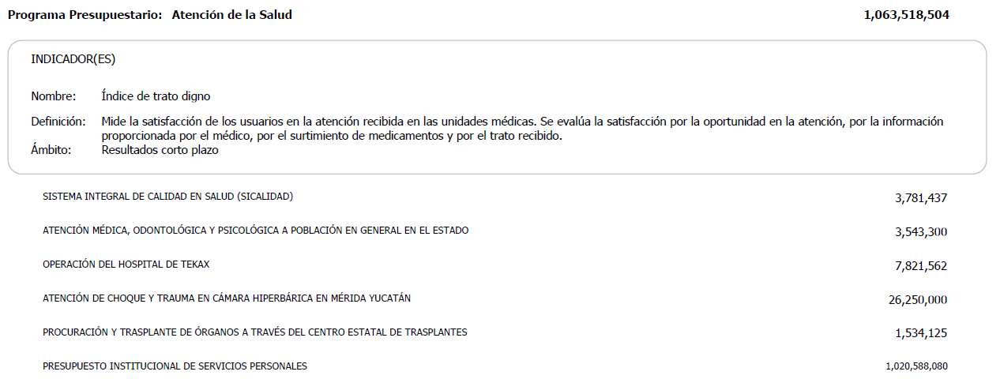 Programa Presupuestario: Atención de la Salud 1,063,518,504
INDICADOR(ES)
Nombre: Índice de trato digno
Definición: Mide la satisfacción de los usuarios en la atención recibida en las unidades médicas. Se evalúa la satisfacción por la oportunidad en la atención, por la información
proporcionada por el médico, por el surtimiento de medicamentos y por el trato recibido.
Ámbito: Resultados corto plazo
SISTEMA INTEGRAL DE CALIDAD EN SALUD (SICALIDAD) 3,781,437
ATENCIÓN MÉDICA, ODONTOLÓGICA Y PSICOLÓGICA A POBLACIÓN EN GENERAL EN EL ESTADO 3,543,300
OPERACIÓN DEL HOSPITAL DE TEKAX 7,821,562
ATENCIÓN DE CHOQUE Y TRAUMA EN CÁMARA HIPERBÁRICA EN MÉRIDA YUCATÁN 26,250,000
PROCURACIÓN Y TRASPLANTE DE ÓRGANOS A TRAVÉS DEL CENTRO ESTATAL DE TRASPLANTES 1,534,125
PRESUPUESTO INSTITUCIONAL DE SERVICIOS PERSONALES 1,020,588,080